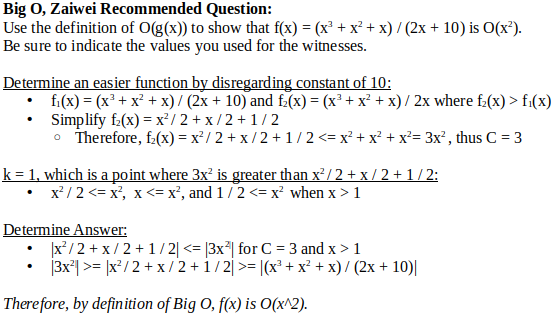 Big O, Zaiwei Recommended Question:
Use the definition of O(g(x)) to show that f(x) = (x³ + x² + x) / (2x + 10) is O(x²).
Be sure to indicate the values you used for the witnesses.
Determine an easier function by disregarding constant of 10:
• f₁(x) = (x³ + x² + x) / (2x + 10) and f₂(x) = (x³ + x² + x) / 2x where f₂(x) > f₁(x)
• Simplify f₂(x) = x² / 2 + x / 2 + 1 / 2
◦ Therefore, f₂(x) = x² / 2 + x / 2 + 1 / 2 <= x² + x² + x²= 3x² , thus C = 3
k = 1, which is a point where 3x² is greater than x² / 2 + x / 2 + 1 / 2:
• x² / 2 <= x², x <= x², and 1 / 2 <= x² when x > 1
Determine Answer:
• |x² / 2 + x / 2 + 1 / 2| <= |3x²| for C = 3 and x > 1
• |3x²| >= |x² / 2 + x / 2 + 1 / 2| >= |(x³ + x² + x) / (2x + 10)|
Therefore, by definition of Big O, f(x) is O(x^2).